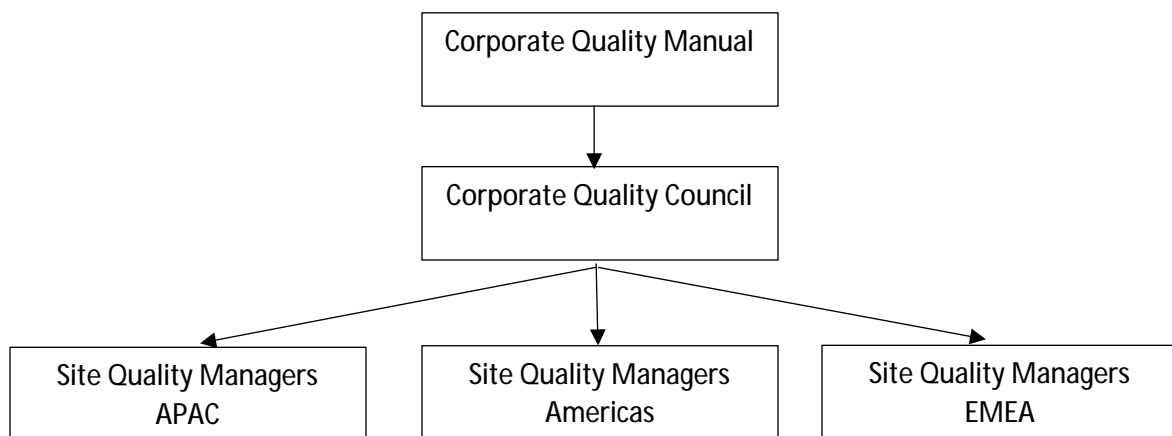 Corporate Quality Manual
Corporate Quality Council
Site Quality Managers
APAC
Site Quality Managers
Americas
Site Quality Managers
EMEA